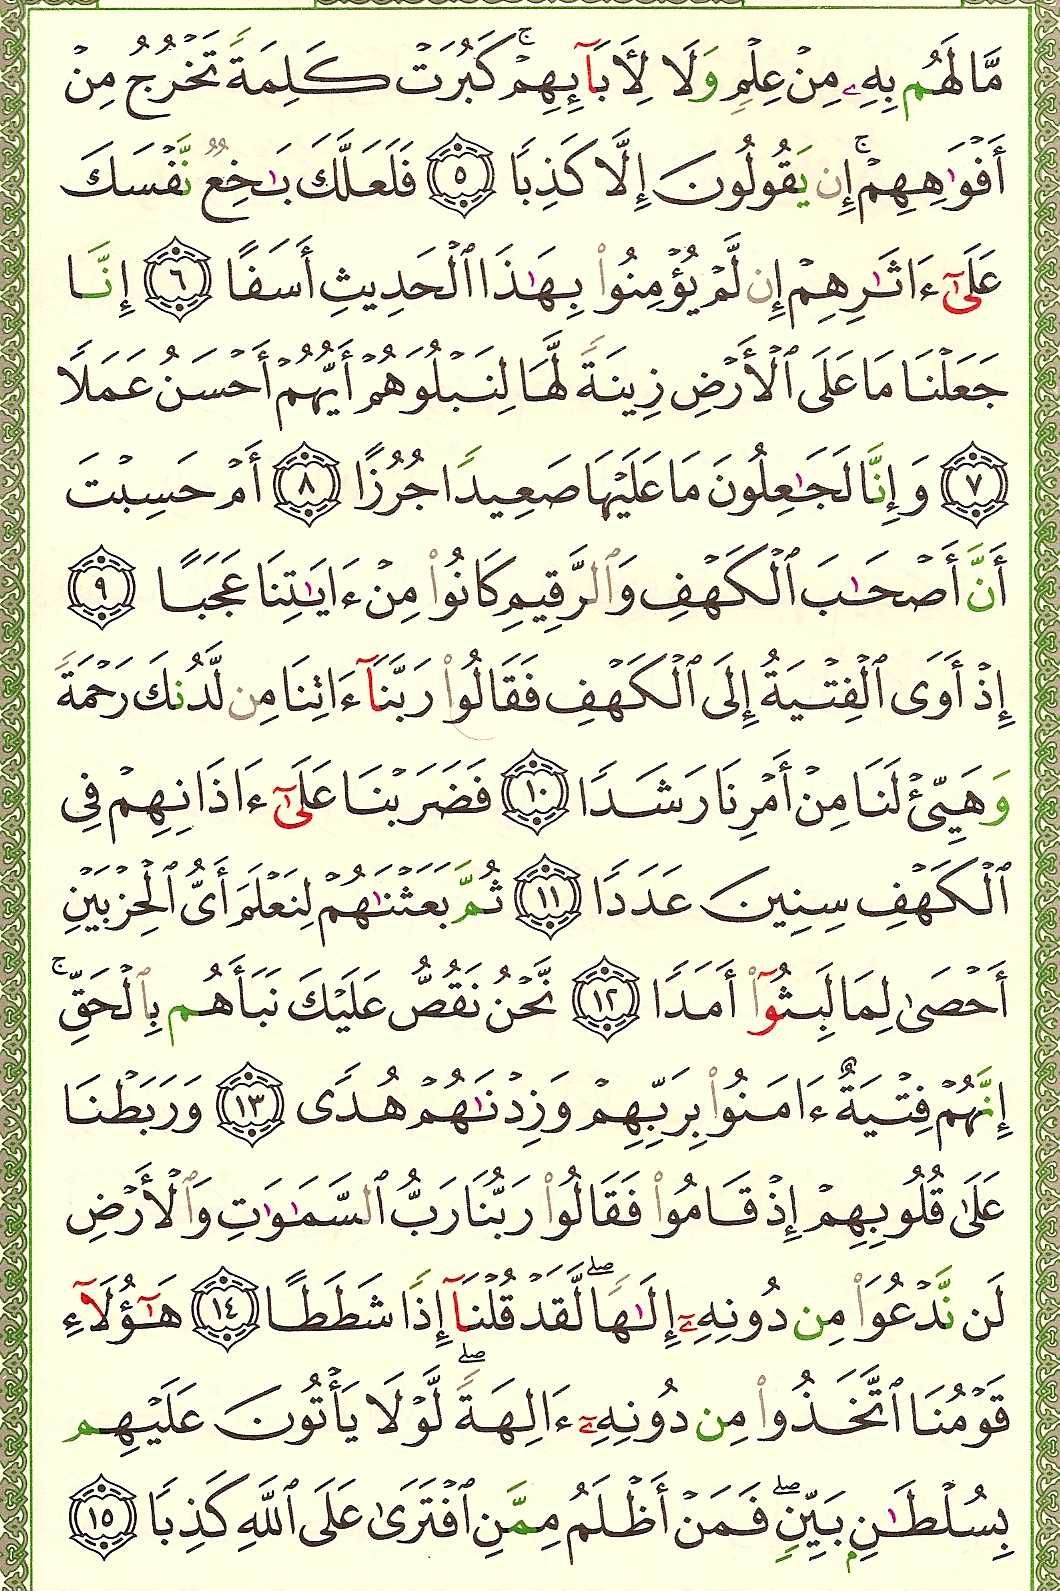 مَّا لَهُم بِهِۦ مِنْ عِلْمٍ وَلَا لِأَبَآئِهِمْ ۚ كَبُرَتْ كَلِمَةً تَخْرُجُ مِنْ
أَفْوَٰهِهِمْ ۚ إِن يَقُولُونَ إِلَّا كَذِبًا ٥ فَلَعَلَّكَ بَٰخِعٌ نَّفْسَكَ
عَلَىٰٓ ءَاثَٰرِهِمْ إِن لَّمْ يُؤْمِنُوا۟ بِهَٰذَا ٱلْحَدِيثِ أَسَفًا ٦ إِنَّا
جَعَلْنَا مَا عَلَى ٱلْأَرْضِ زِينَةً لَّهَا لِنَبْلُوَهُمْ أَيُّهُمْ أَحْسَنُ عَمَلًا
٧ وَإِنَّا لَجَٰعِلُونَ مَا عَلَيْهَا صَعِيدًا جُرُزًا ٨ أَمْ حَسِبْتَ
أَنَّ أَصْحَٰبَ ٱلْكَهْفِ وَٱلرَّقِيمِ كَانُوا۟ مِنْ ءَايَٰتِنَا عَجَبًا ٩
إِذْ أَوَى ٱلْفِتْيَةُ إِلَى ٱلْكَهْفِ فَقَالُوا۟ رَبَّنَآ ءَاتِنَا مِن لَّدُنكَ رَحْمَةً
وَهَيِّئْ لَنَا مِنْ أَمْرِنَا رَشَدًا ١٠ فَضَرَبْنَا عَلَىٰٓ ءَاذَانِهِمْ فِى
ٱلْكَهْفِ سِنِينَ عَدَدًا ١١ ثُمَّ بَعَثْنَٰهُمْ لِنَعْلَمَ أَىُّ ٱلْحِزْبَيْنِ
أَحْصَىٰ لِمَا لَبِثُوٓا۟ أَمَدًا ١٢ نَّحْنُ نَقُصُّ عَلَيْكَ نَبَأَهُم بِٱلْحَقِّ ۚ
إِنَّهُمْ فِتْيَةٌ ءَامَنُوا۟ بِرَبِّهِمْ وَزِدْنَٰهُمْ هُدًى ١٣ وَرَبَطْنَا
عَلَىٰ قُلُوبِهِمْ إِذْ قَامُوا۟ فَقَالُوا۟ رَبُّنَا رَبُّ ٱلسَّمَٰوَٰتِ وَٱلْأَرْضِ
لَن نَّدْعُوَا۟ مِن دُونِهِۦٓ إِلَٰهًا ۖ لَّقَدْ قُلْنَآ إِذًا شَطَطًا ١٤ هَٰٓؤُلَآءِ
قَوْمُنَا ٱتَّخَذُوا۟ مِن دُونِهِۦٓ ءَالِهَةً ۖ لَّوْلَا يَأْتُونَ عَلَيْهِم
بِسُلْطَٰنٍۭ بَيِّنٍ ۖ فَمَنْ أَظْلَمُ مِمَّنِ ٱفْتَرَىٰ عَلَى ٱللَّهِ كَذِبًا ١٥